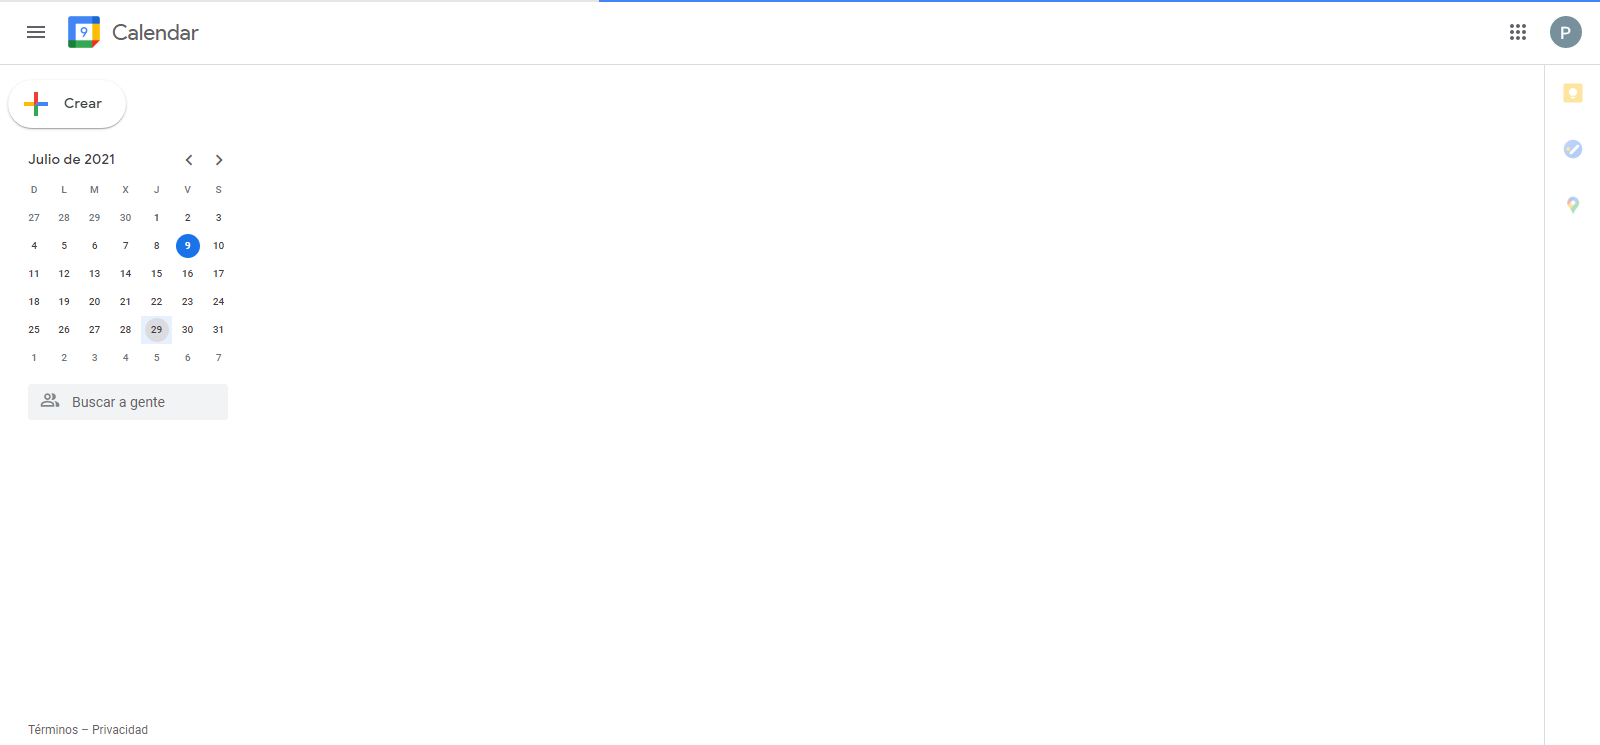 9 Calendar
P
Crear
Julio de 2021
D L M X J V S
27 28 29 30 1 2 3
4 5 6 7 8 9 10
11 12 13 14 15 16 17
18 19 20 21 22 23 24
25 26 27 28 29 30 31
1 2 3 4 5 6 7
Buscar a gente
Términos – Privacidad